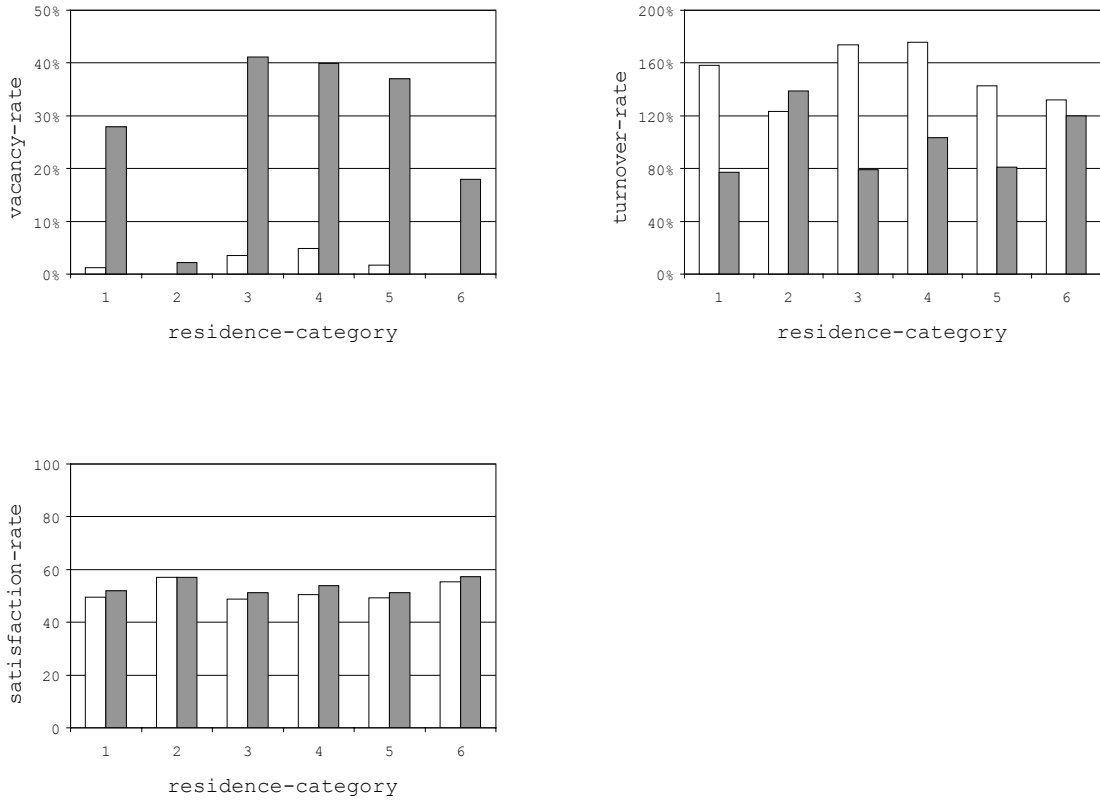 50%
40%
30%
20%
10%
0%
vacancy-rate
1 2 3 4 5 6
residence-category
200%
160%
120%
80%
40%
0%
turnover-rate
1 2 3 4 5 6
residence-category
100
80
60
40
20
0
satisfaction-rate
1 2 3 4 5 6
residence-category